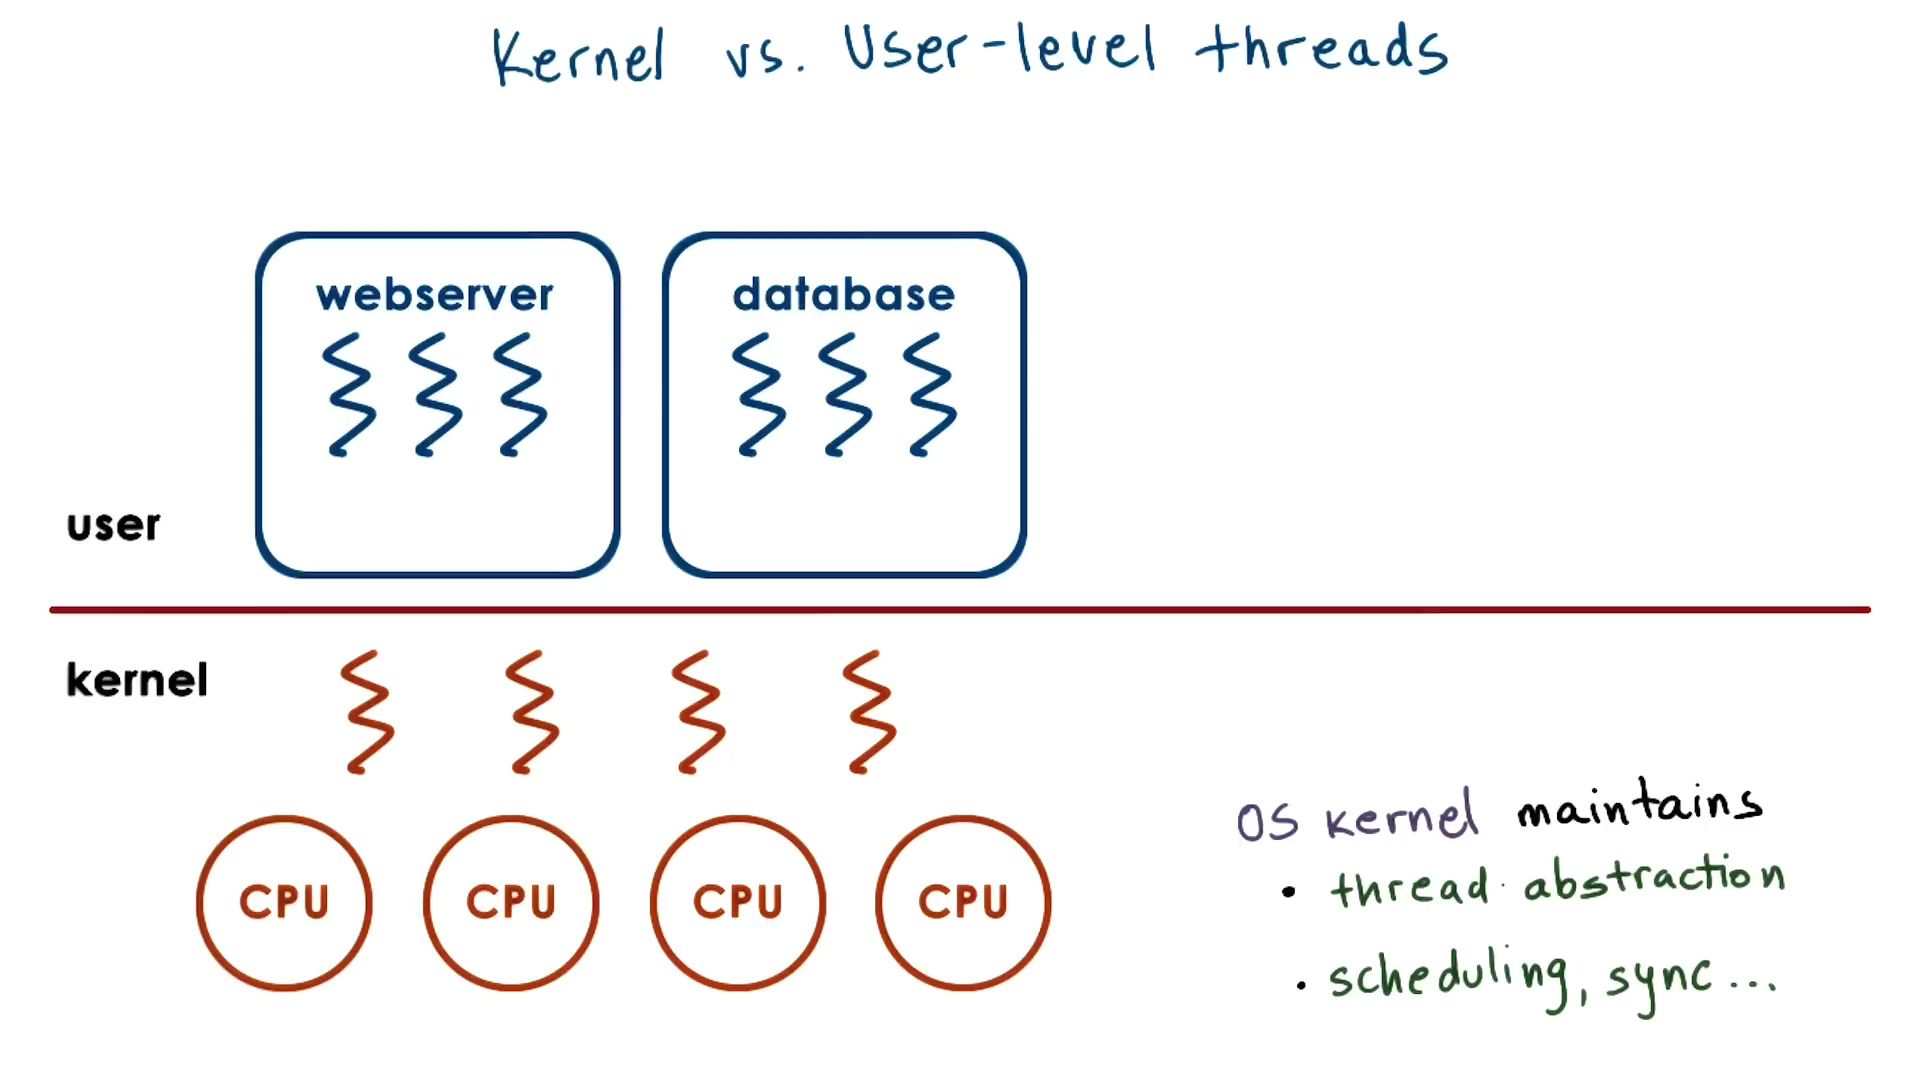 Kernel vs. User-level threads
webserver
database
user
kernel
CPU CPU CPU CPU
OS kernel maintains
• thread abstraction
• scheduling, sync...